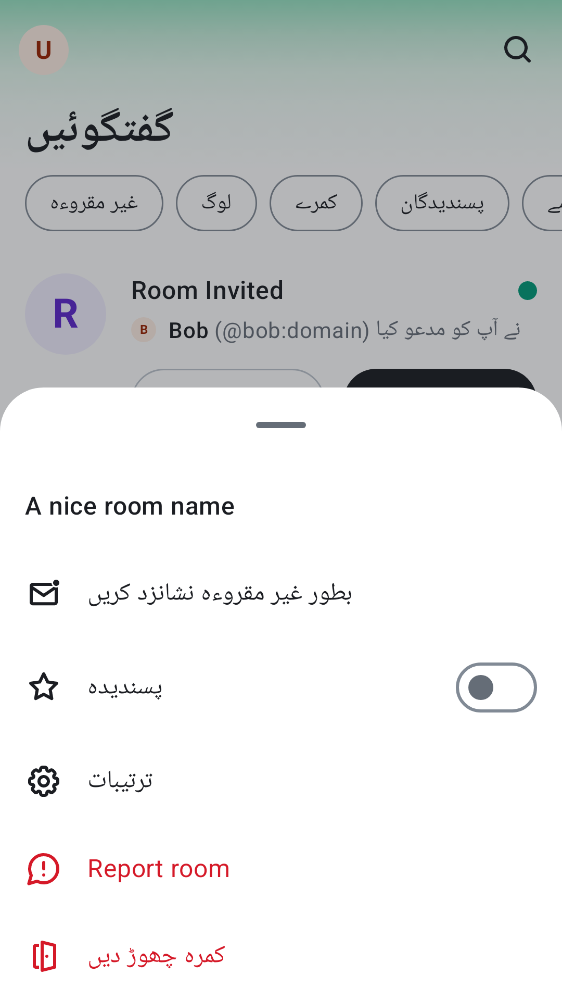 U
گفتگوئیں
غیر مقروءہ
لوگ
کمرے
پسندیدگان
R
Room Invited
B Bob (@bob:domain) نے آپ کو مدعو کیا
A nice room name
بطور غیر مقروءہ نشانزد کریں
پسندیدہ
ترتیبات
Report room
کمرہ چھوڑ دیں